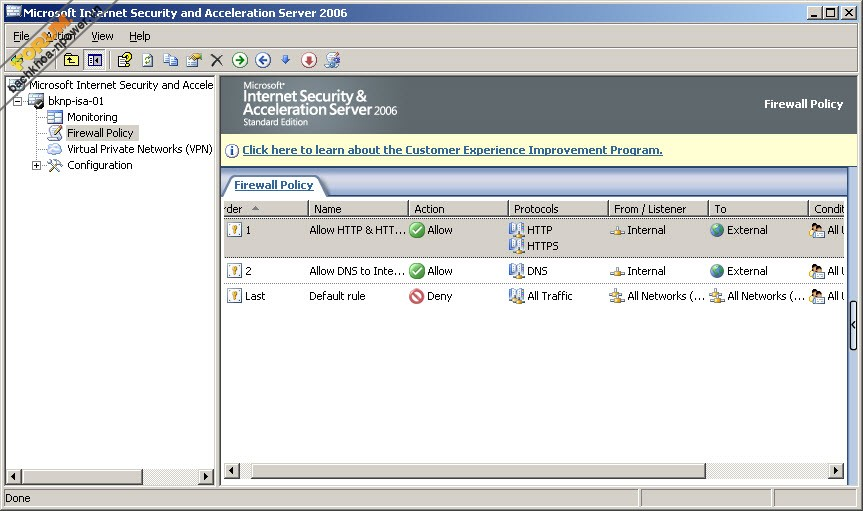 Microsoft Internet Security and Acceleration Server 2006
File Action View Help
FORUM
bachkhoa-npower.vn
Microsoft Internet Security and Accele
bknp-isa-01
Monitoring
Firewall Policy
Virtual Private Networks (VPN)
Configuration
Microsoft®
Internet Security &
Acceleration Server 2006
Standard Edition
Firewall Policy
Click here to learn about the Customer Experience Improvement Program.
Firewall Policy
rder Name Action Protocols From / Listener To Condit
1 Allow HTTP & HTT... Allow HTTP Internal External All U
HTTPS
2 Allow DNS to Inte... Allow DNS Internal External All U
Last Default rule Deny All Traffic All Networks (... All Networks (... All U
Done